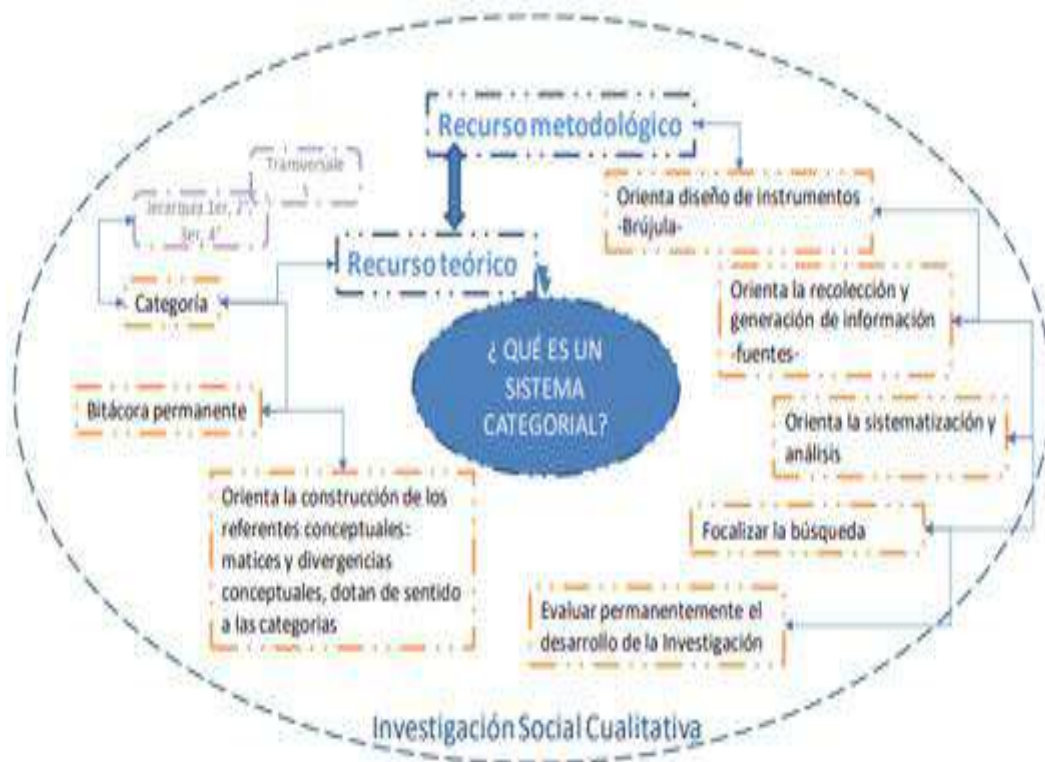 Recurso metodológico
Transversale
s
Jerarquía 1er, 2°,
3er, 4°
Orienta diseño de instrumentos
-Brújula-
Recurso teórico
Categoría
Orienta la recolección y
generación de información
-fuentes-
¿ QUÉ ES UN
SISTEMA
CATEGORIAL?
Bitácora permanente
Orienta la sistematización y
análisis
Orienta la construcción de los
referentes conceptuales:
matices y divergencias
conceptuales, dotan de sentido
a las categorías
Focalizar la búsqueda
Evaluar permanentemente el
desarrollo de la Investigación
Investigación Social Cualitativa